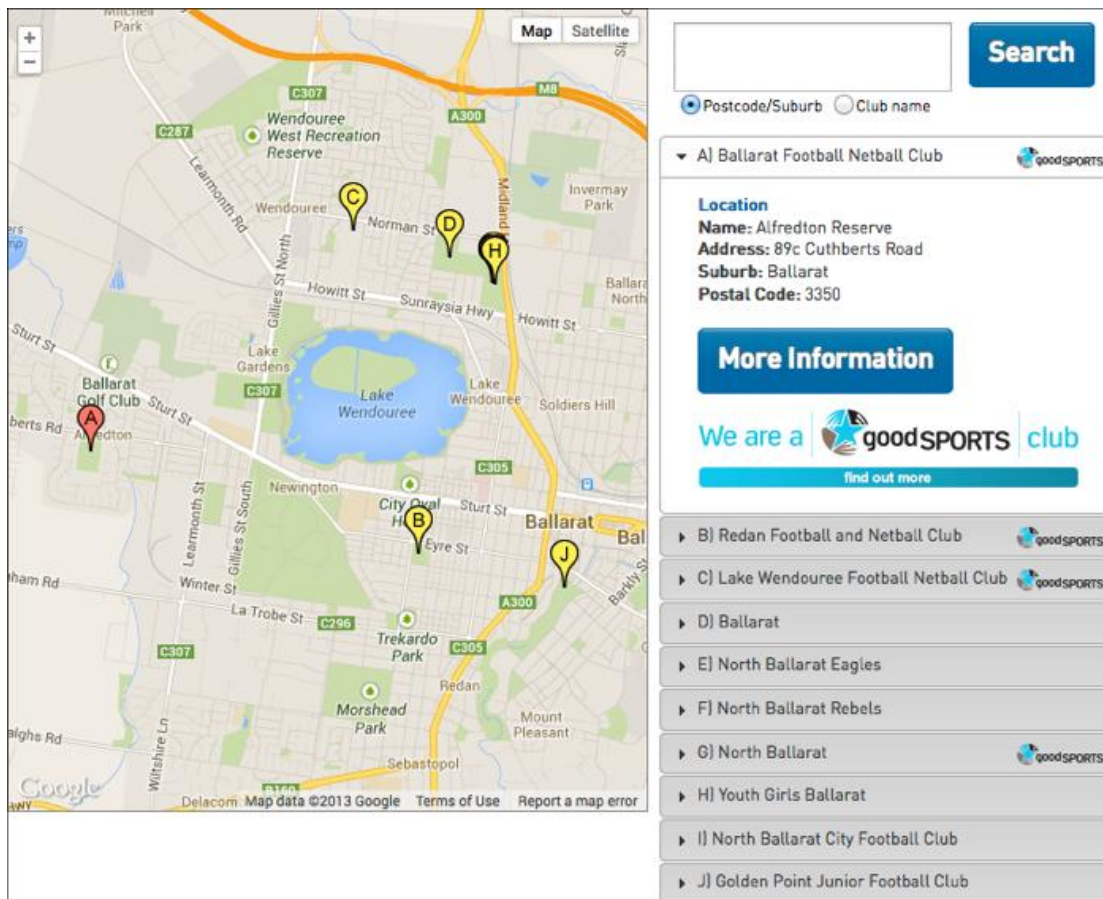 Mitchell
Park
+
−
Map
Satellite
C307
M8
A300
C287
Wendouree
West Recreation
Reserve
Learmonth Rd
Invermay
Park
Midland
Wendouree
Norman St
C
D
H
Gillies St North
Howitt St
Sunraysia Hwy
Howitt St
Ballara
North
Sturt St
Lake
Gardens
Ballarat
Golf Club
C307
Lake
Wendouree
Lake
Wendouree
Soldiers Hill
Sturt St
berts Rd
A
C305
Newington
City Oval
Sturt St
Ballarat
Bal
B
Eyre St
J
Learmonth St
Gillies St South
ham Rd
Winter St
La Trobe St
C296
A300
Barkly St
Trekardo
Park
C307
C305
Redan
Morshead
Park
Mount
Pleasant
alghs Rd
Wiltshire Ln
Sebastopol
Google
B160
Delacom
Map data ©2013 Google
Terms of Use
Report a map error
Search
Postcode/Suburb
Club name
A) Ballarat Football Netball Club
goodSPORTS
Location
Name: Alfredton Reserve
Address: 89c Cuthberts Road
Suburb: Ballarat
Postal Code: 3350
More Information
We are a goodSPORTS club
find out more
B) Redan Football and Netball Club
goodSPORTS
C) Lake Wendouree Football Netball Club
goodSPORTS
D) Ballarat
E) North Ballarat Eagles
F) North Ballarat Rebels
G) North Ballarat
goodSPORTS
H) Youth Girls Ballarat
I) North Ballarat City Football Club
J) Golden Point Junior Football Club